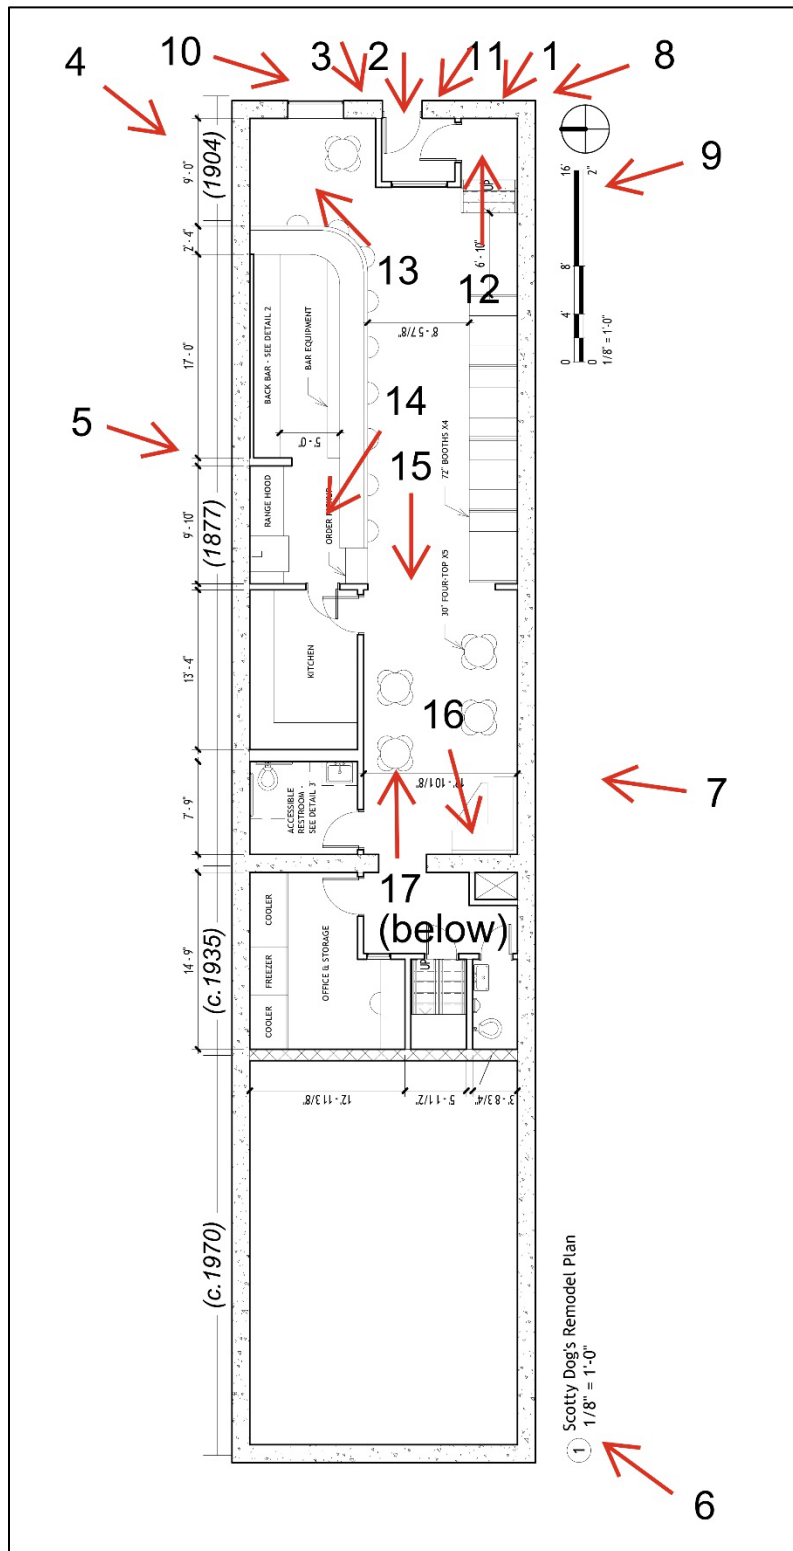 10
3
2
11
1
8
4
9
(1904)
9' - 0"
2' - 4"
UP
16'
2"
8'
4
0
0
1/8" = 1'-0"
6' - 10"
13
12
8' - 5 7/8"
17' - 0"
BACK BAR - SEE DETAIL 2
BAR EQUIPMENT
5' - 0"
14
5
15
72" BOOTHS X4
9' - 10"
(1877)
RANGE HOOD
ORDER
30" FOUR-TOP X5
13' - 4"
KITCHEN
16
7
7' - 9"
ACCESSIBLE
RESTROOM -
SEE DETAIL 3
10 1/8"
17
(below)
14' - 9"
(c.1935)
COOLER
FREEZER
COOLER
OFFICE & STORAGE
UP
12' - 11 3/8"
5' - 1 1/2"
3' - 8 3/4"
(c.1970)
1
Scotty Dog's Remodel Plan
1/8" = 1'-0"
6